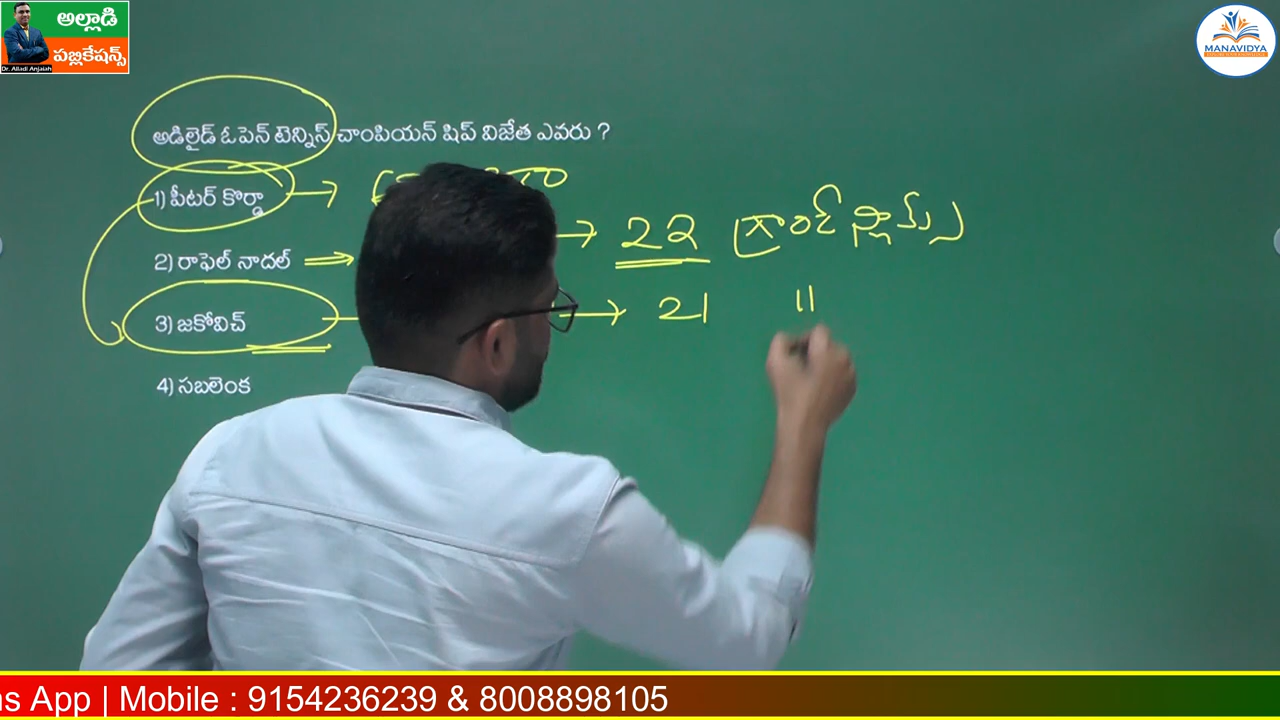 అల్లాడి
పబ్లికేషన్స్
Dr. Alladi Anjaiah
MANAVIDYA
అడిలైడ్ ఓపెన్ టెన్నిస్ చాంపియన్ షిప్ విజేత ఎవరు ?
1) పీటర్ కొర్డా
2) రాఫెల్ నాదల్ → → 22 గ్రాండ్ స్లామ్స్
3) జకోవిచ్ → 21 "
4) సబలెంక
ns App | Mobile : 9154236239 & 8008898105